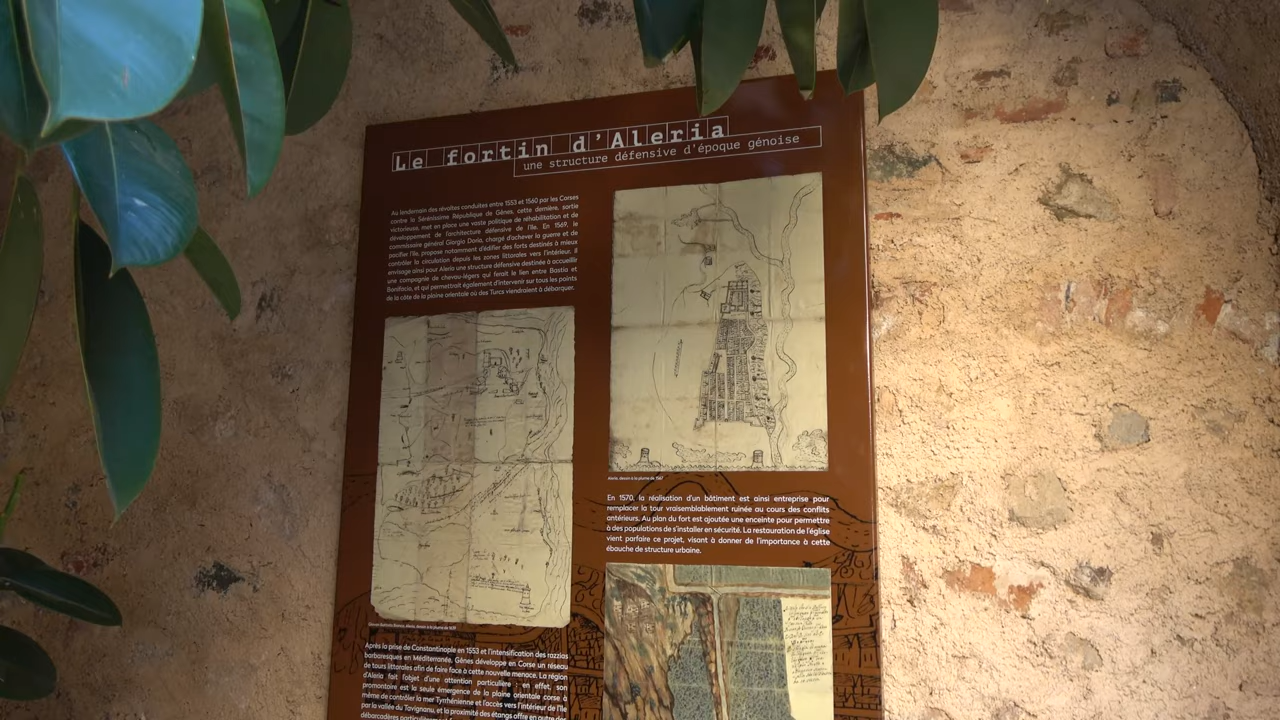 Le fortin d'Aleria
une structure défensive d'époque génoise
Au lendemain des révoltes conduites entre 1553 et 1560 par les Corses
contre la Sérénissime République de Gênes, cette dernière, sortie
victorieuse, met en place une vaste politique de réhabilitation et de
développement de l'architecture défensive de l'île. En 1569, le
commissaire général Giorgio Doria, chargé d'achever la guerre et de
pacifier l'île, propose notamment d'édifier des forts destinés à mieux
contrôler la circulation depuis les zones littorales vers l'intérieur. Il
envisage ainsi pour Aleria une structure défensive destinée à accueillir
une compagnie de chevau-légers qui ferait le lien entre Bastia et
Bonifacio, et qui permettrait également d'intervenir sur tous les points
de la côte de la plaine orientale où des Turcs viendraient à débarquer.
Aleria, dessin à la plume de
En 1570, la réalisation d'un bâtiment est ainsi entreprise pour
remplacer la tour vraisemblablement ruinée au cours des conflits
antérieurs. Au plan du fort est ajoutée une enceinte pour permettre
à des populations de s'installer en sécurité. La restauration de l'église
vient parfaire ce projet, visant à donner de l'importance à cette
ébauche de structure urbaine.
Aleria, dessin à la plume de
Après la prise de Constantinople en 1553 et l'intensification des razzias
barbaresques en Méditerranée, Gênes développe en Corse un réseau
de tours littorales afin de faire face à cette nouvelle menace. La région
d'Aleria fait l'objet d'une attention particulière : en effet, son
promontoire est la seule émergence de la plaine orientale corse à
même de contrôler la mer Tyrrhénienne et l'accès vers l'intérieur de l'île
par la vallée du Tavignanu, et la proximité des étangs offre en outre des
débarcadères